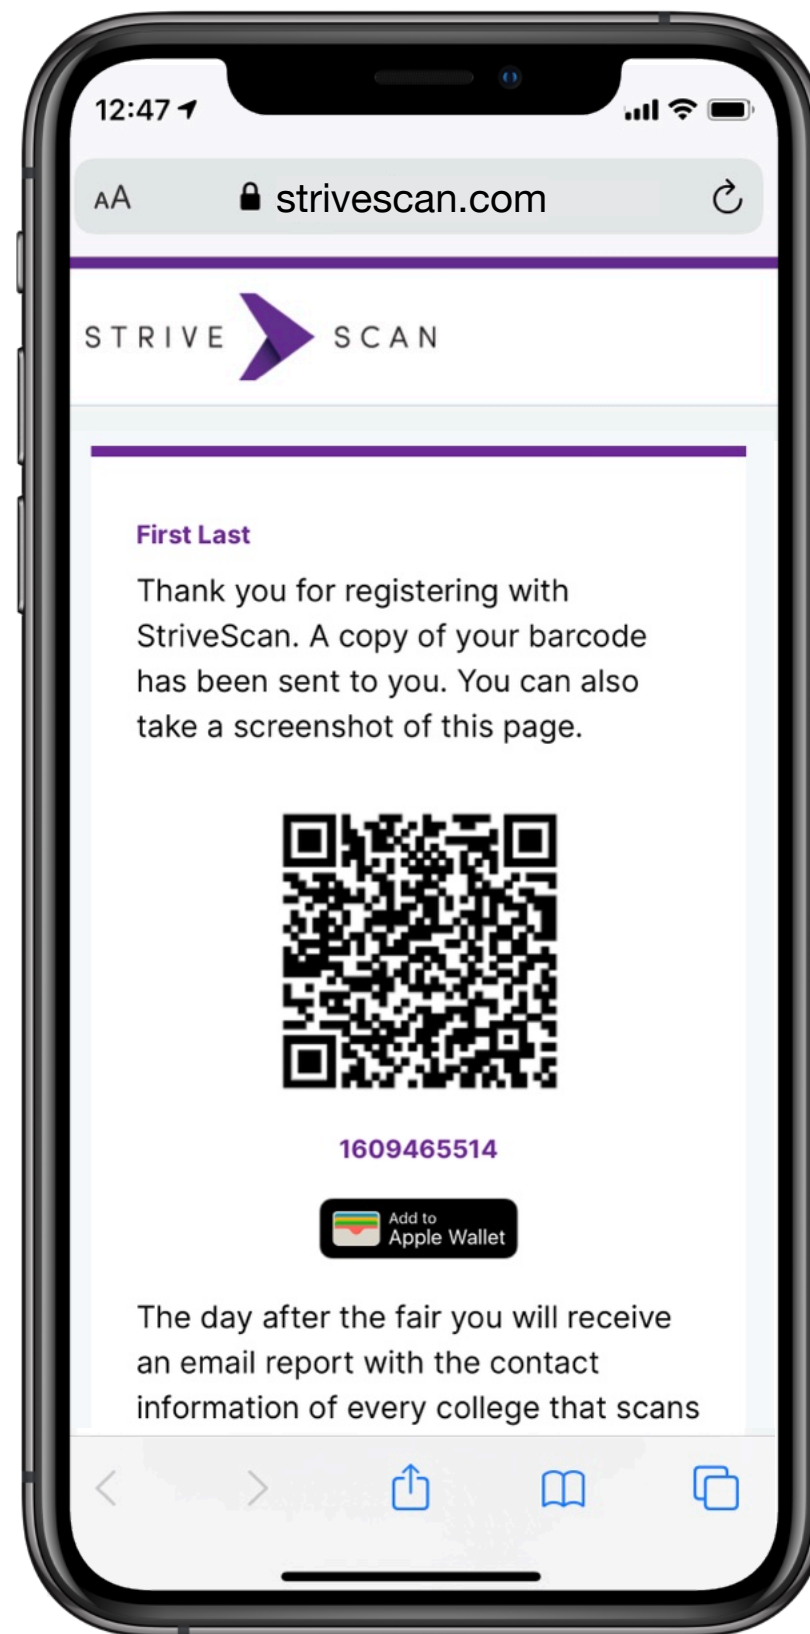 12:47
AA strivescan.com
STRIVE SCAN
First Last
Thank you for registering with
StriveScan. A copy of your barcode
has been sent to you. You can also
take a screenshot of this page.
1609465514
Add to
Apple Wallet
The day after the fair you will receive
an email report with the contact
information of every college that scans